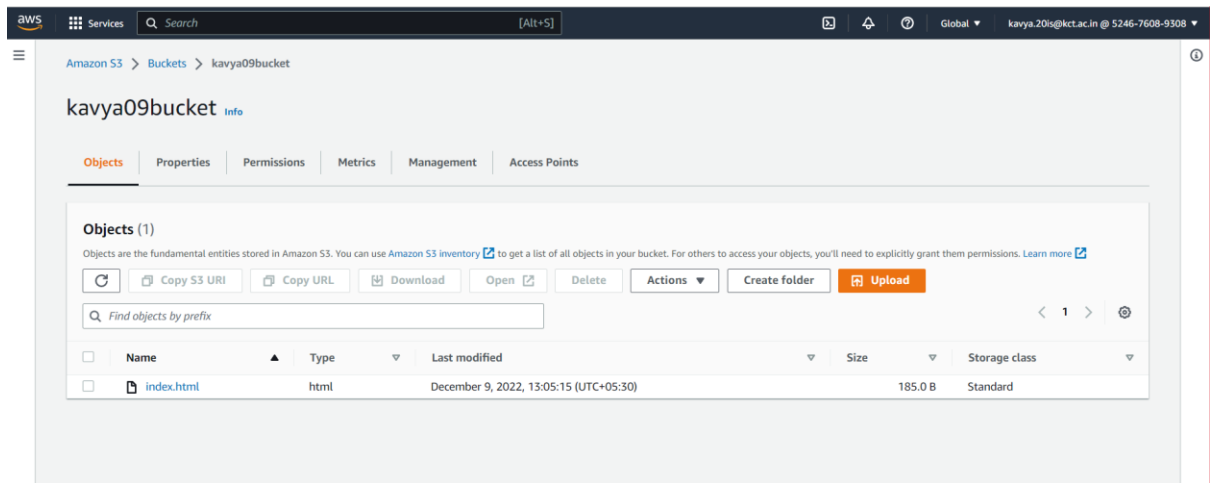 aws Services Search [Alt+S] Global kavya.20is@kct.ac.in @ 5246-7608-9308
Amazon S3 > Buckets > kavya09bucket
kavya09bucket Info
Objects Properties Permissions Metrics Management Access Points
Objects (1)
Objects are the fundamental entities stored in Amazon S3. You can use Amazon S3 inventory to get a list of all objects in your bucket. For others to access your objects, you'll need to explicitly grant them permissions. Learn more
Copy S3 URI Copy URL Download Open Delete Actions Create folder Upload
Find objects by prefix 1
Name Type Last modified Size Storage class
index.html html December 9, 2022, 13:05:15 (UTC+05:30) 185.0 B Standard